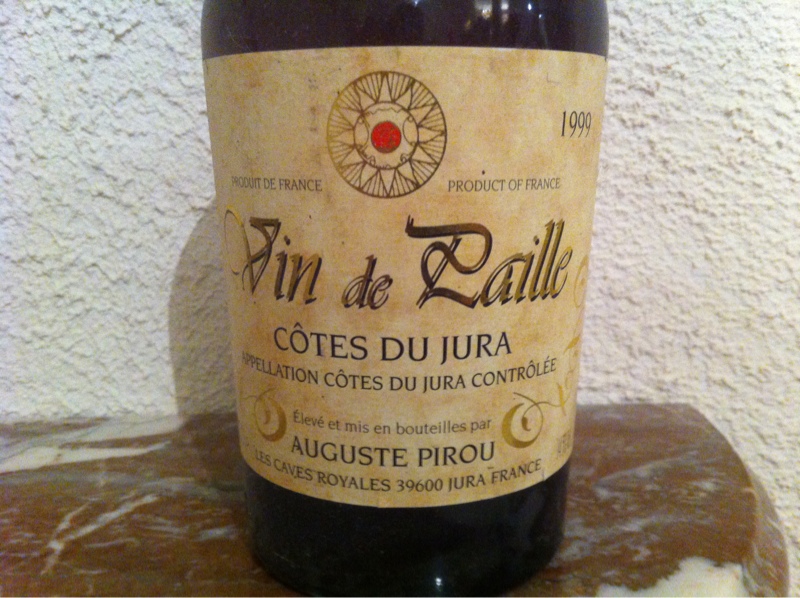 1999
PRODUIT DE FRANCE PRODUCT OF FRANCE
Vin de Paille
CÔTES DU JURA
APPELLATION CÔTES DU JURA CONTRÔLÉE
Élevé et mis en bouteilles par
AUGUSTE PIROU
LES CAVES ROYALES 39600 JURA FRANCE